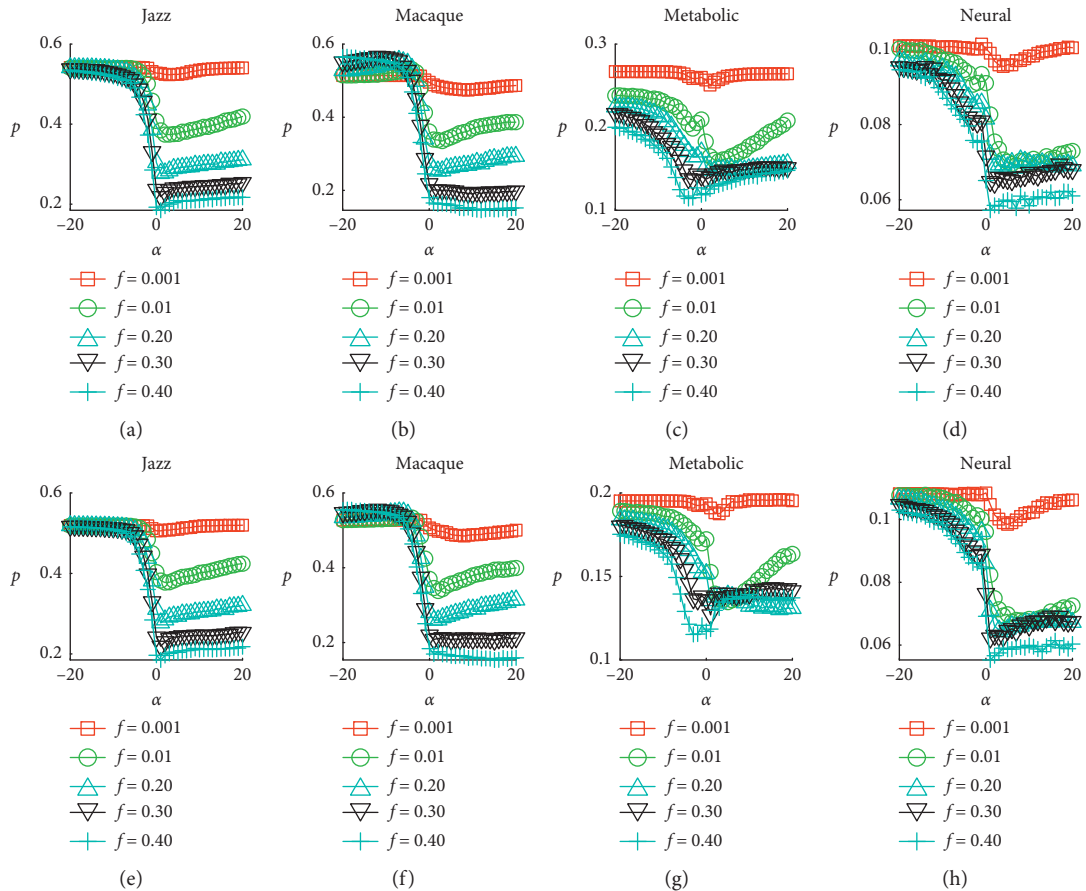 Jazz
0.6
0.4
0.2
p
−20
0
20
α
f = 0.001
f = 0.01
f = 0.20
f = 0.30
f = 0.40
(a)
Macaque
0.6
0.4
0.2
p
−20
0
20
α
f = 0.001
f = 0.01
f = 0.20
f = 0.30
f = 0.40
(b)
Metabolic
0.3
0.2
0.1
p
−20
0
20
α
f = 0.001
f = 0.01
f = 0.20
f = 0.30
f = 0.40
(c)
Neural
0.1
0.08
0.06
p
−20
0
20
α
f = 0.001
f = 0.01
f = 0.20
f = 0.30
f = 0.40
(d)
Jazz
0.6
0.4
0.2
p
−20
0
20
α
f = 0.001
f = 0.01
f = 0.20
f = 0.30
f = 0.40
(e)
Macaque
0.6
0.4
0.2
p
−20
0
20
α
f = 0.001
f = 0.01
f = 0.20
f = 0.30
f = 0.40
(f)
Metabolic
0.2
0.15
0.1
p
−20
0
20
α
f = 0.001
f = 0.01
f = 0.20
f = 0.30
f = 0.40
(g)
Neural
0.1
0.08
0.06
p
−20
0
20
α
f = 0.001
f = 0.01
f = 0.20
f = 0.30
f = 0.40
(h)